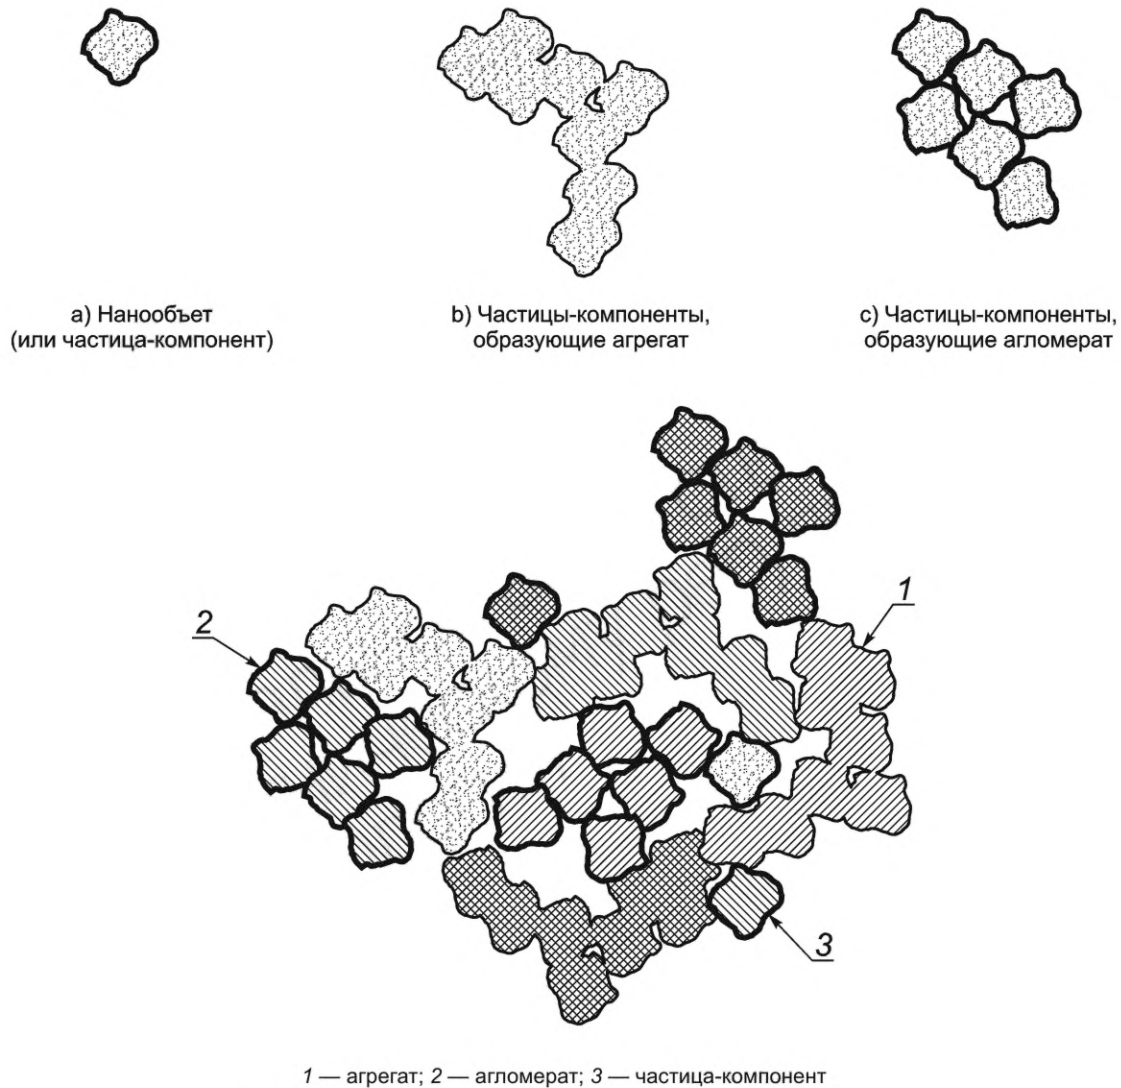 a) Нанообъет
(или частица-компонент)
b) Частицы-компоненты,
образующие агрегат
c) Частицы-компоненты,
образующие агломерат
1
2
3
1 — агрегат; 2 — агломерат; 3 — частица-компонент